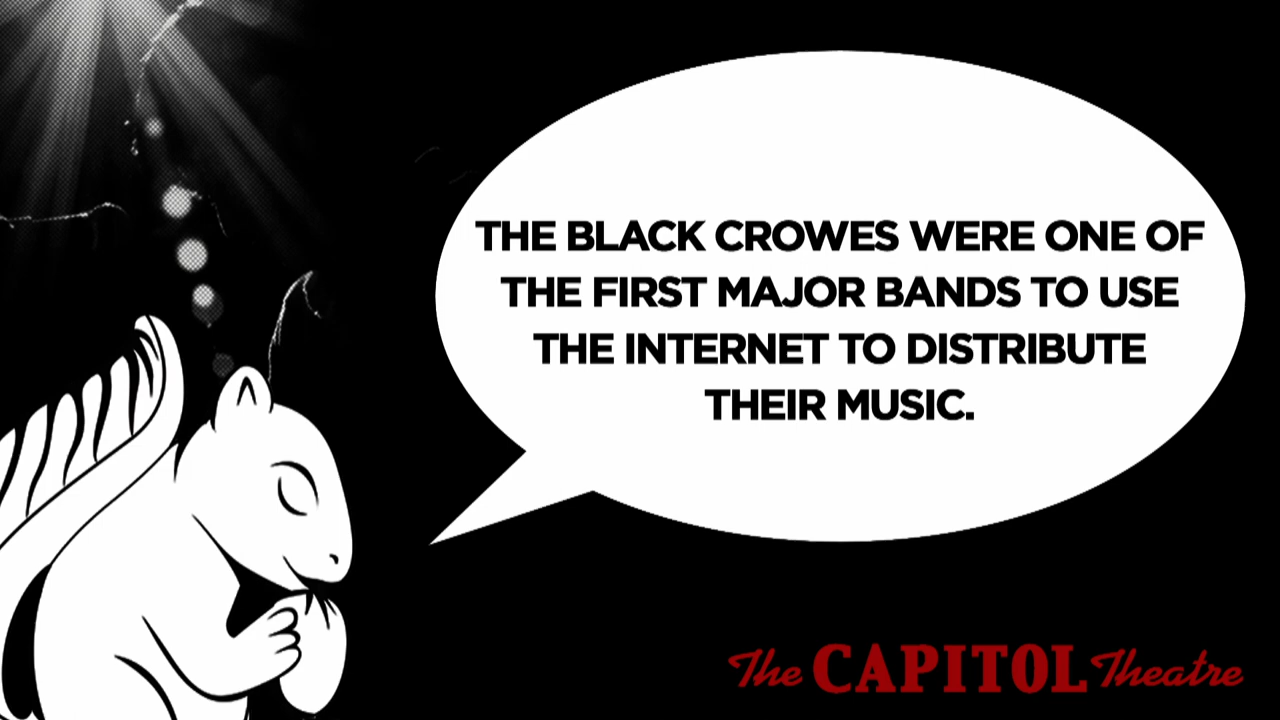 THE BLACK CROWES WERE ONE OF
THE FIRST MAJOR BANDS TO USE
THE INTERNET TO DISTRIBUTE
THEIR MUSIC.
The CAPITOL Theatre